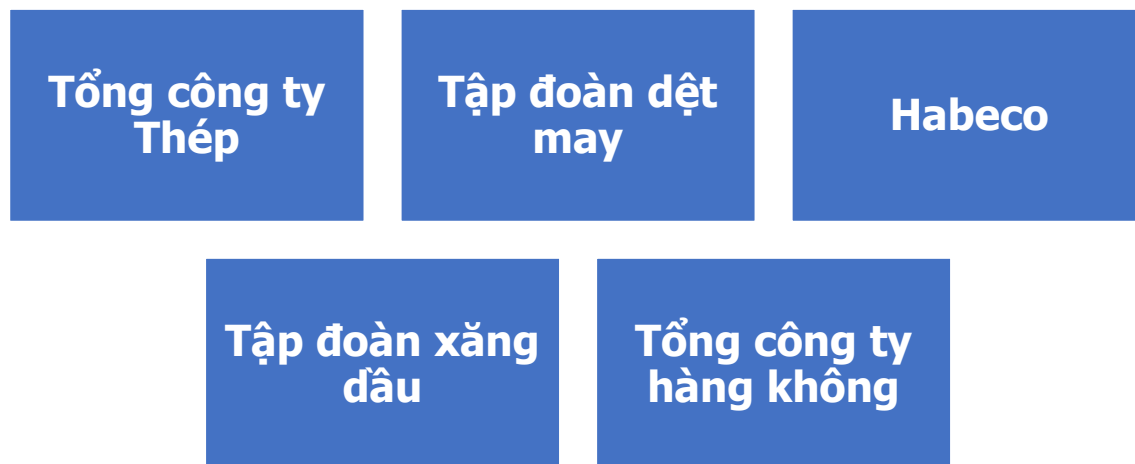 Tổng công ty
Thép
Tập đoàn dệt
may
Habeco
Tập đoàn xăng
dầu
Tổng công ty
hàng không